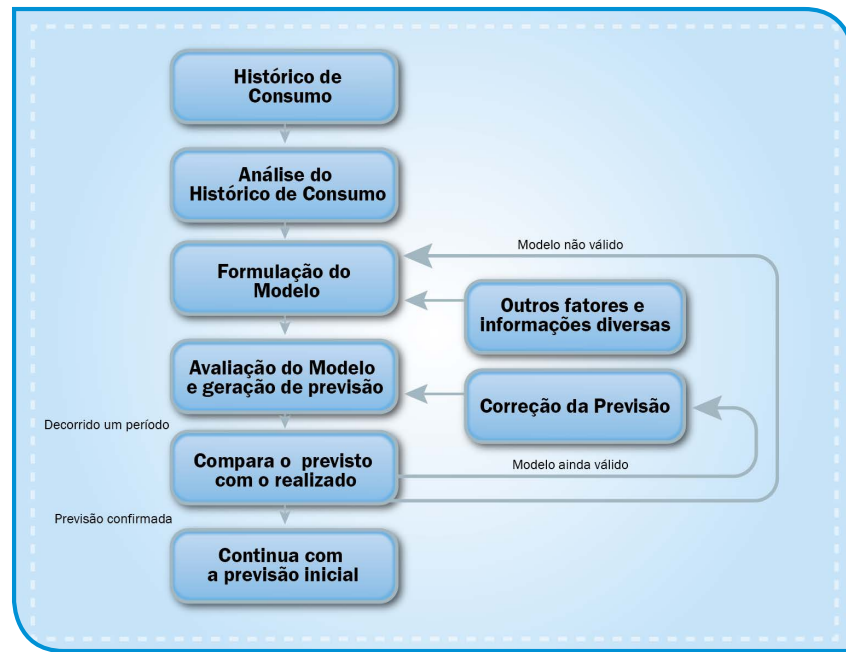 Histórico de
Consumo
Análise do
Histórico de Consumo
Modelo não válido
Formulação do
Modelo
Outros fatores e
informações diversas
Avaliação do Modelo
e geração de previsão
Correção da Previsão
Decorrido um período
Compara o previsto
com o realizado
Modelo ainda válido
Previsão confirmada
Continua com
a previsão inicial